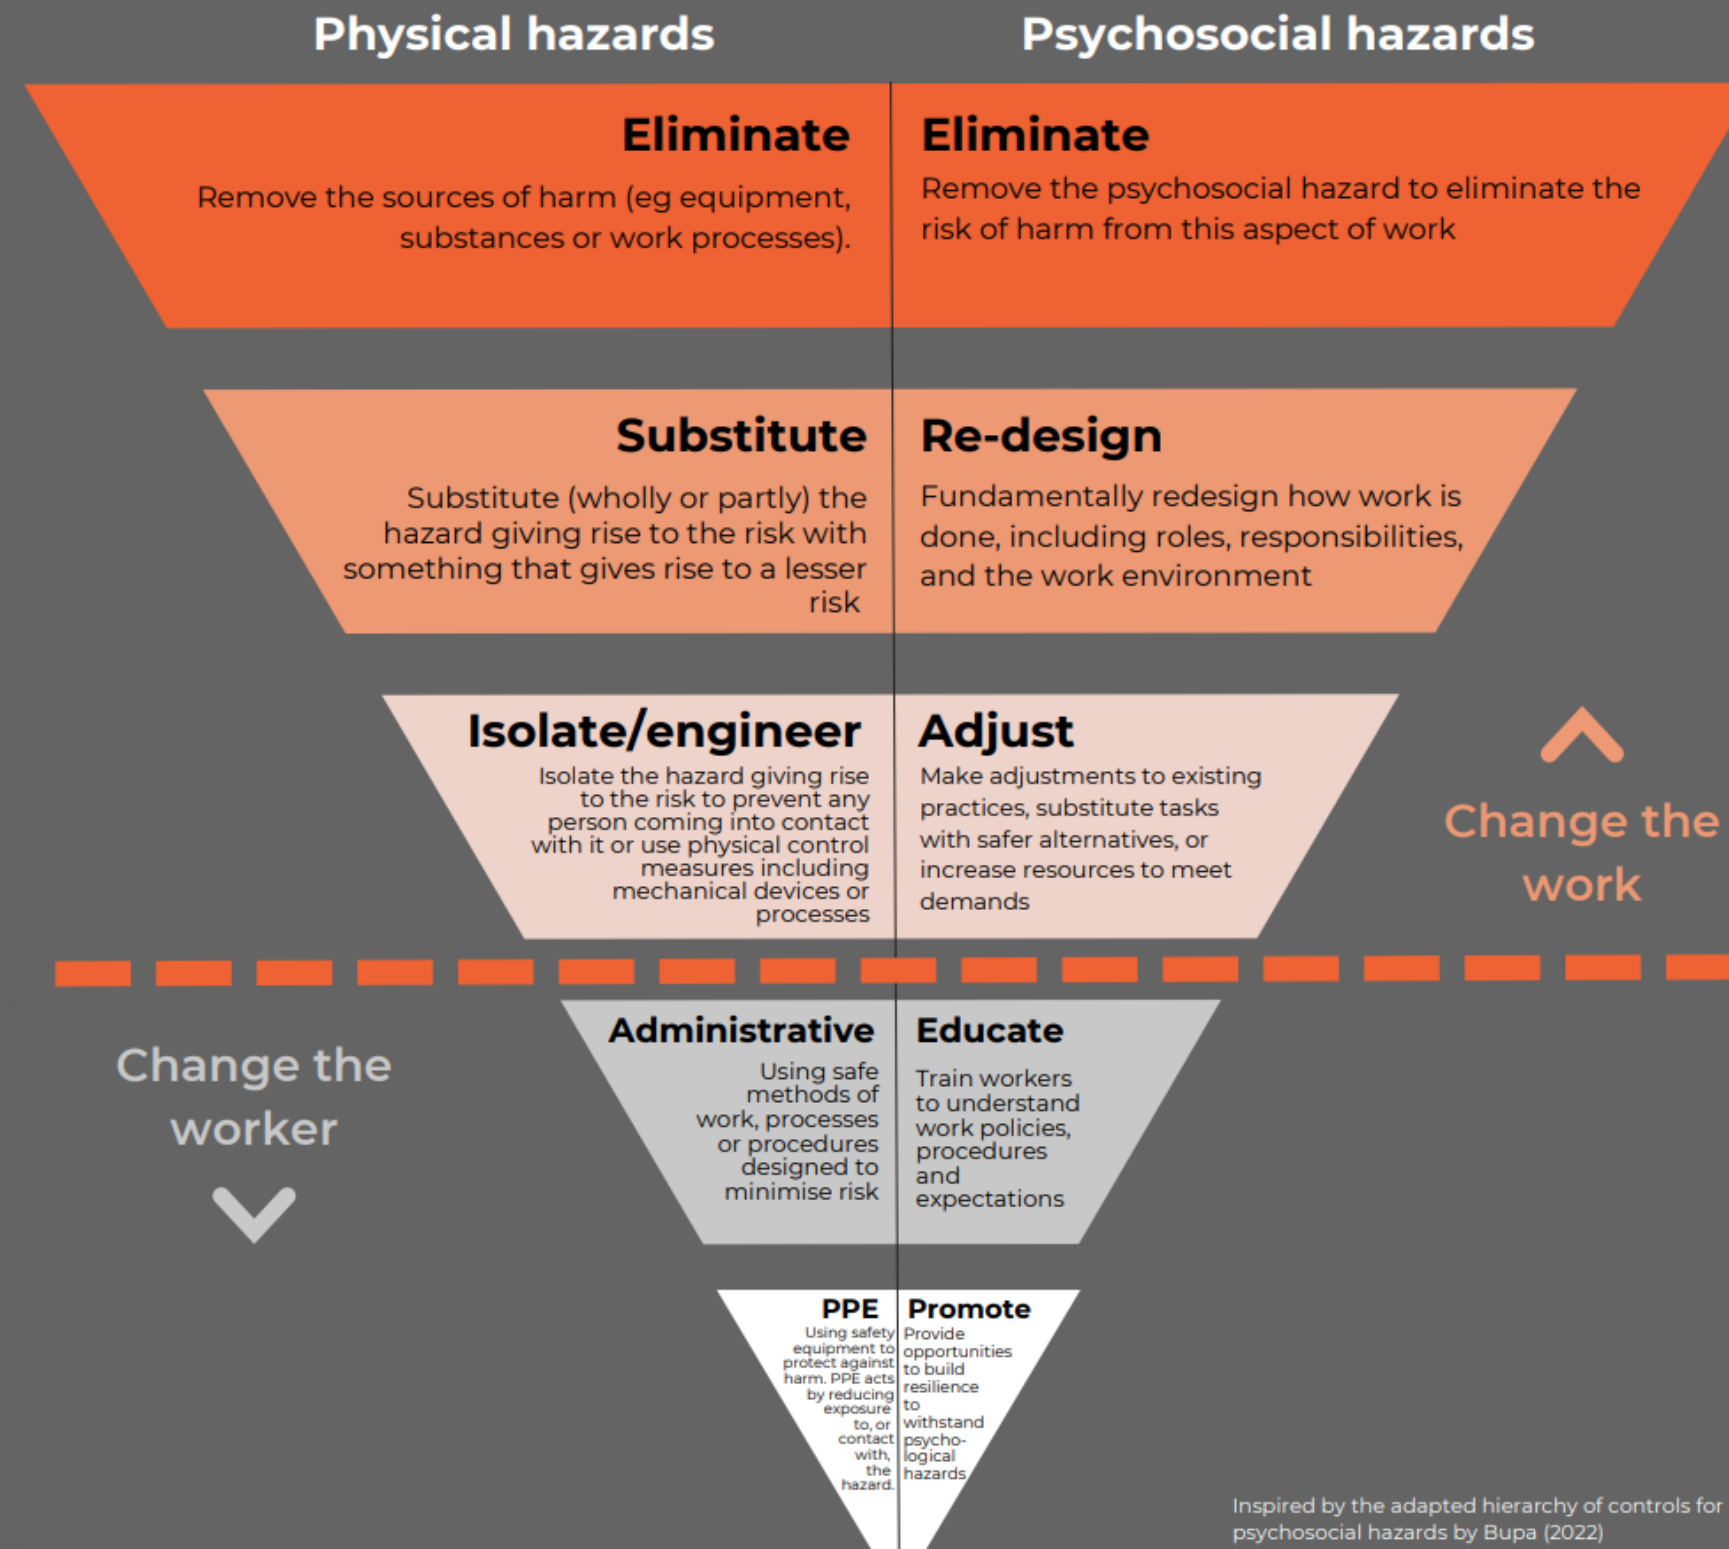 Physical hazards
Psychosocial hazards
Eliminate
Remove the sources of harm (eg equipment,
substances or work processes).
Eliminate
Remove the psychosocial hazard to eliminate the
risk of harm from this aspect of work
Substitute
Substitute (wholly or partly) the
hazard giving rise to the risk with
something that gives rise to a lesser
risk
Re-design
Fundamentally redesign how work is
done, including roles, responsibilities,
and the work environment
Isolate/engineer
Isolate the hazard giving rise
to the risk to prevent any
person coming into contact
with it or use physical control
measures including
mechanical devices or
processes
Adjust
Make adjustments to existing
practices, substitute tasks
with safer alternatives, or
increase resources to meet
demands
Change the
work
Change the
worker
Administrative
Using safe
methods of
work, processes
or procedures
designed to
minimise risk
Educate
Train workers
to understand
work policies,
procedures
and
expectations
PPE
Using safety
equipment to
protect against
harm. PPE acts
by reducing
exposure
to, or
contact
with,
the
hazard.
Promote
Provide
opportunities
to build
resilience
to
withstand
psycho-
logical
hazards
Inspired by the adapted hierarchy of controls for
psychosocial hazards by Bupa (2022)